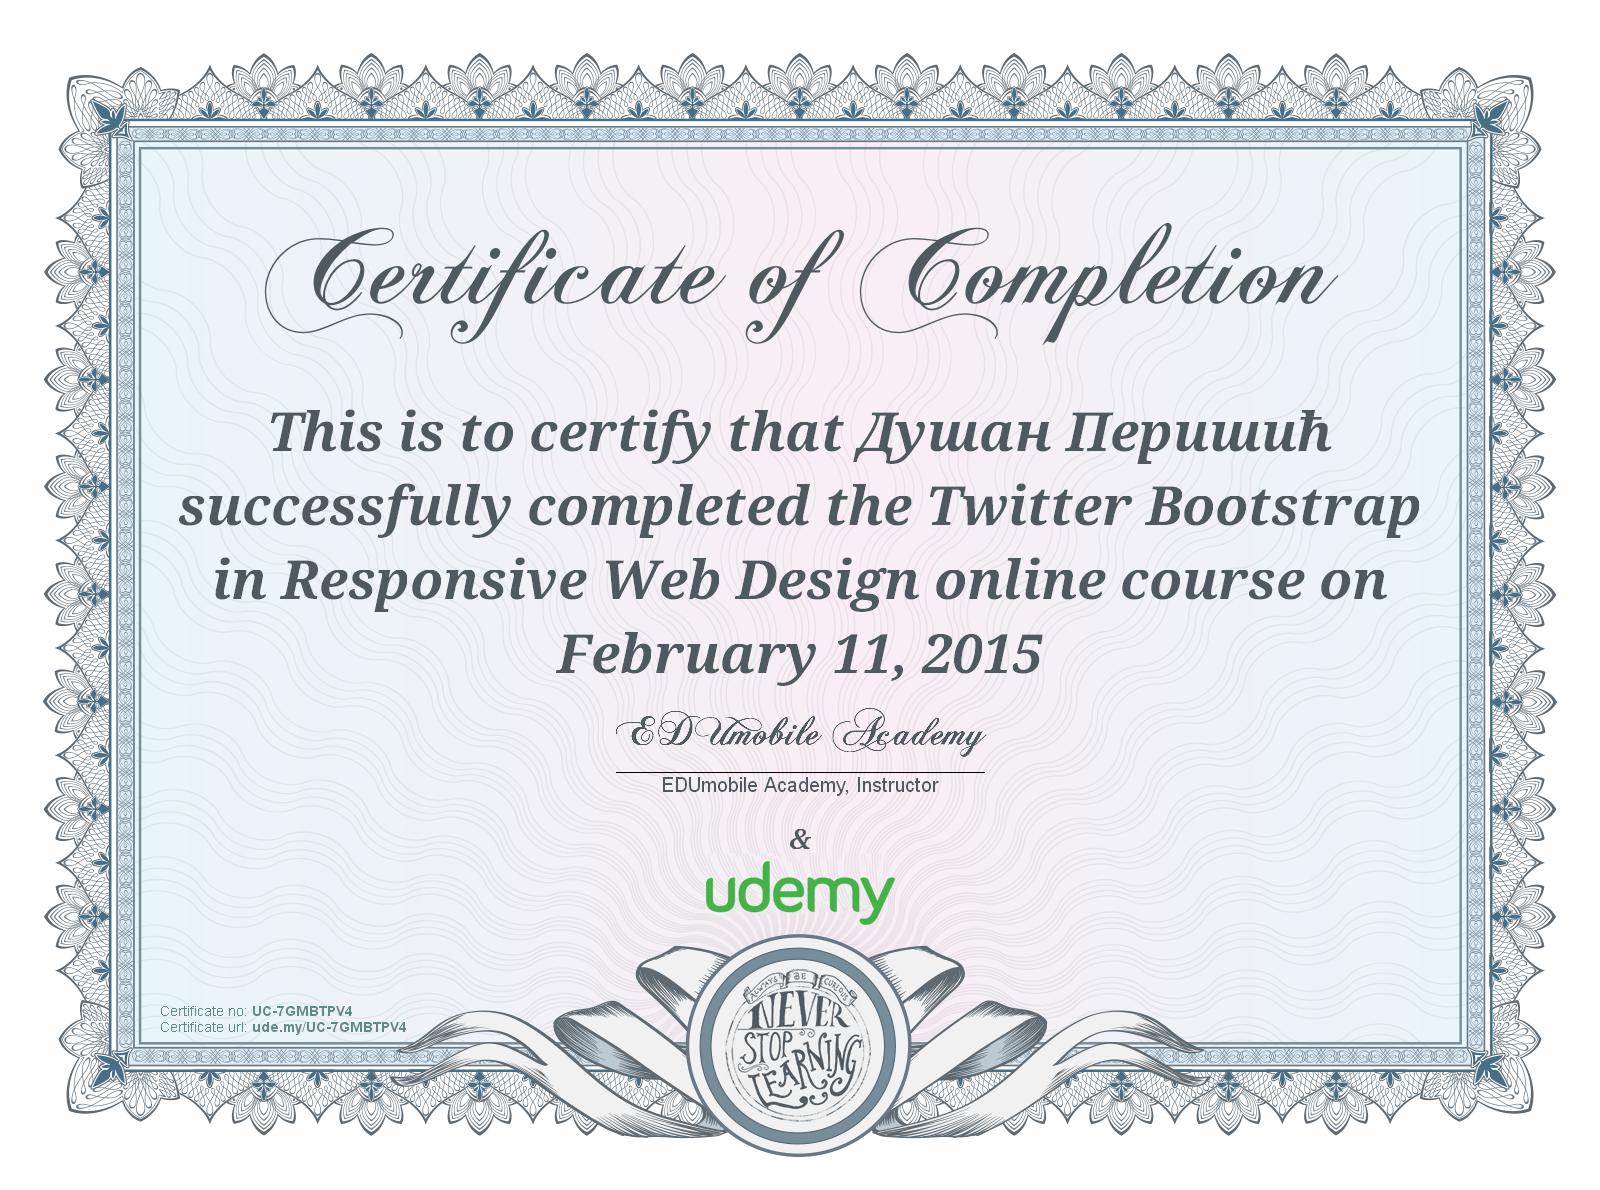 Certificate of Completion
This is to certify that Душан Перишић
successfully completed the Twitter Bootstrap
in Responsive Web Design online course on
February 11, 2015
EDUmobile Academy
EDUmobile Academy, Instructor
&
udemy
ALWAYS BE CURIOUS
NEVER
STOP
LEARNING
Certificate no: UC-7GMBTPV4
Certificate url: ude.my/UC-7GMBTPV4